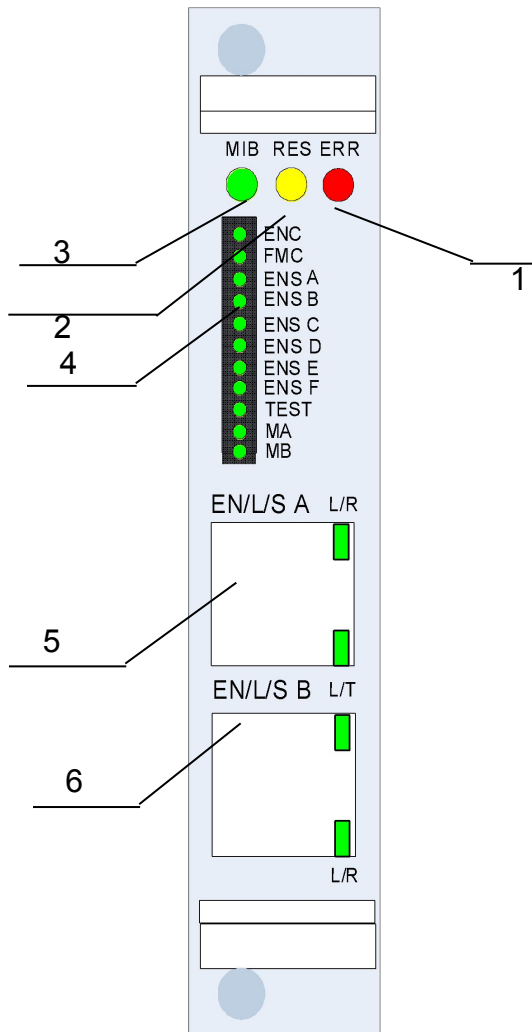 MIB RES ERR
3
1
2
4
ENC
FMC
ENS A
ENS B
ENS C
ENS D
ENS E
ENS F
TEST
MA
MB
EN/L/S A L/R
5
EN/L/S B L/T
6
L/R